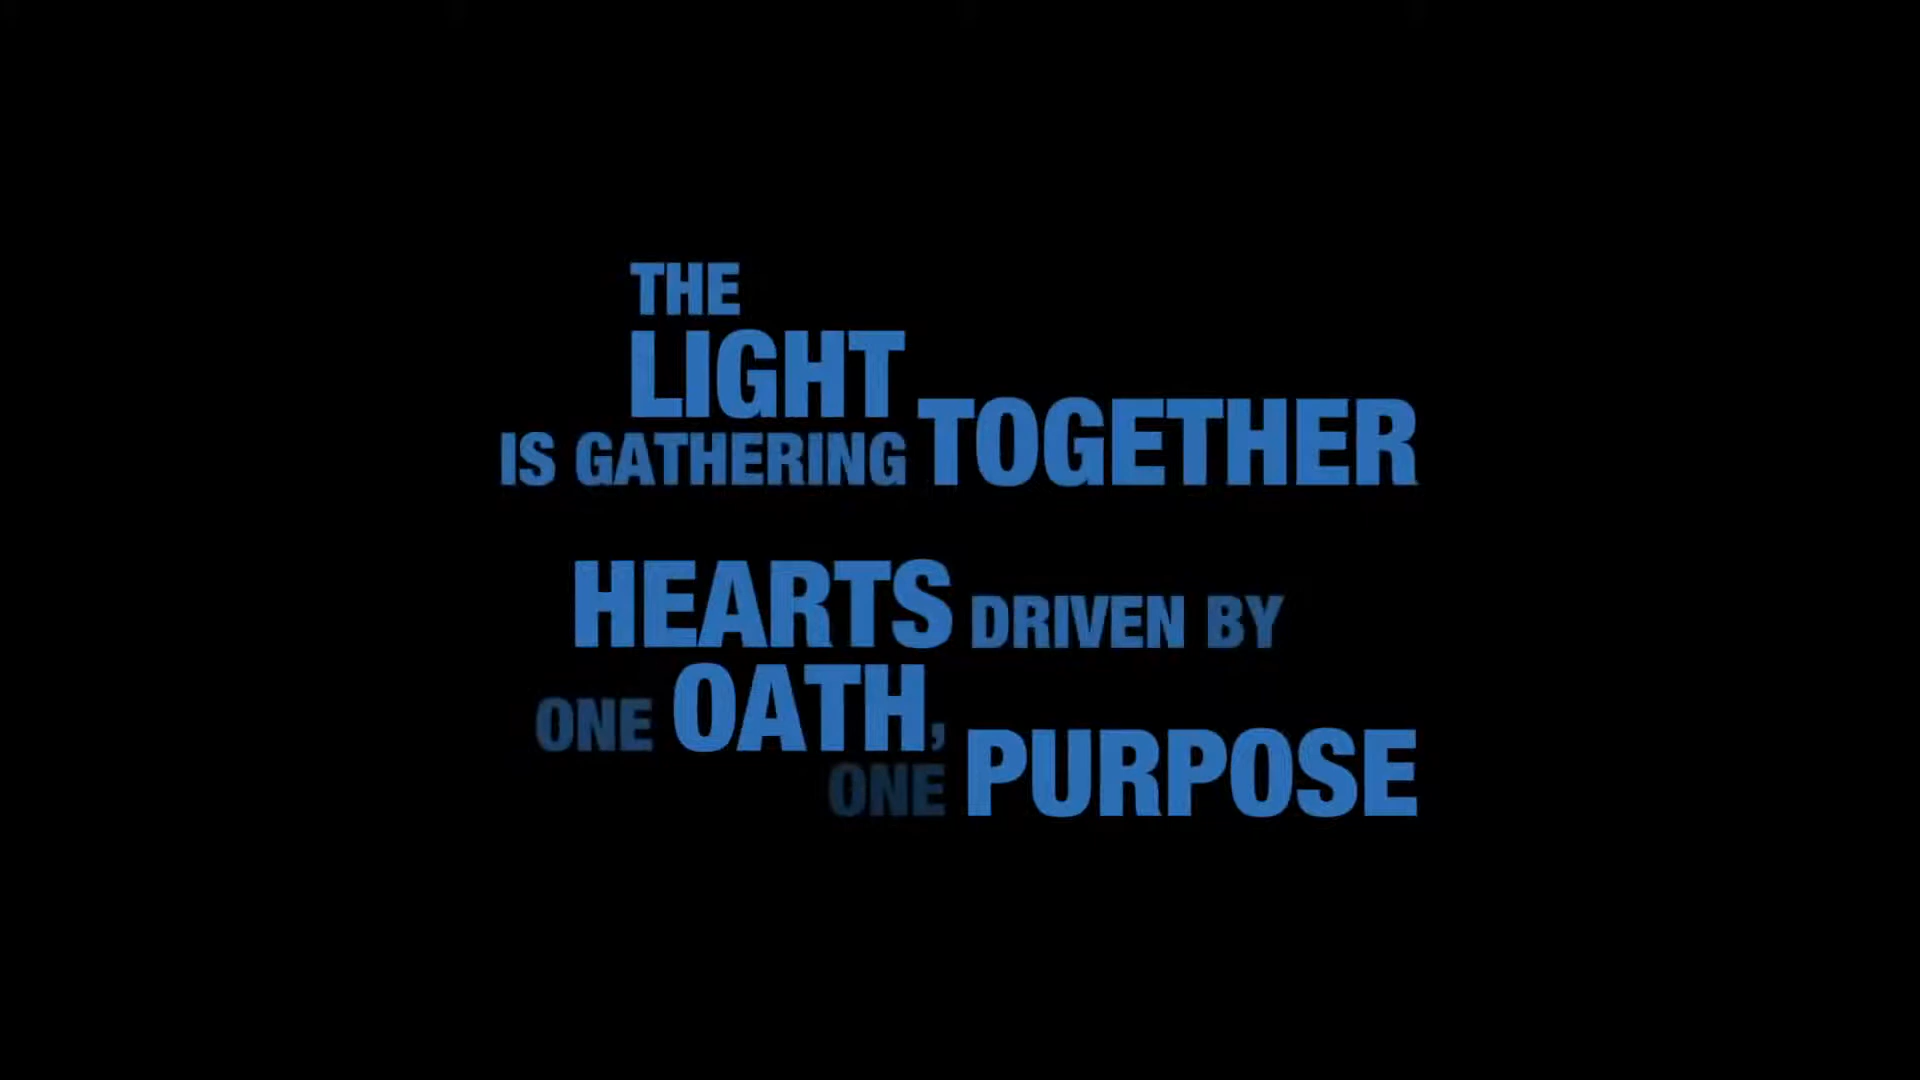 THE
LIGHT
IS GATHERING TOGETHER
HEARTS DRIVEN BY
ONE OATH,
ONE PURPOSE